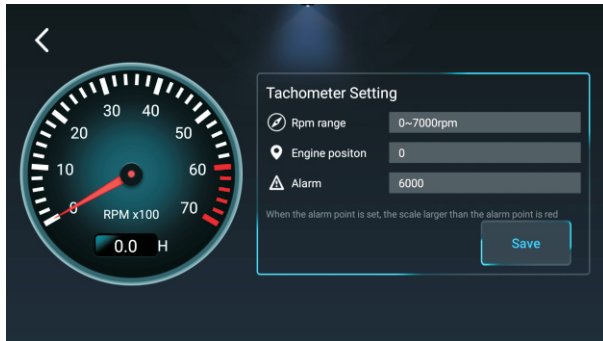 30 40
20 50
10 60
0 70
RPM x100
0.0 H
Tachometer Setting
Rpm range 0~7000rpm
Engine positon 0
Alarm 6000
When the alarm point is set, the scale larger than the alarm point is red
Save